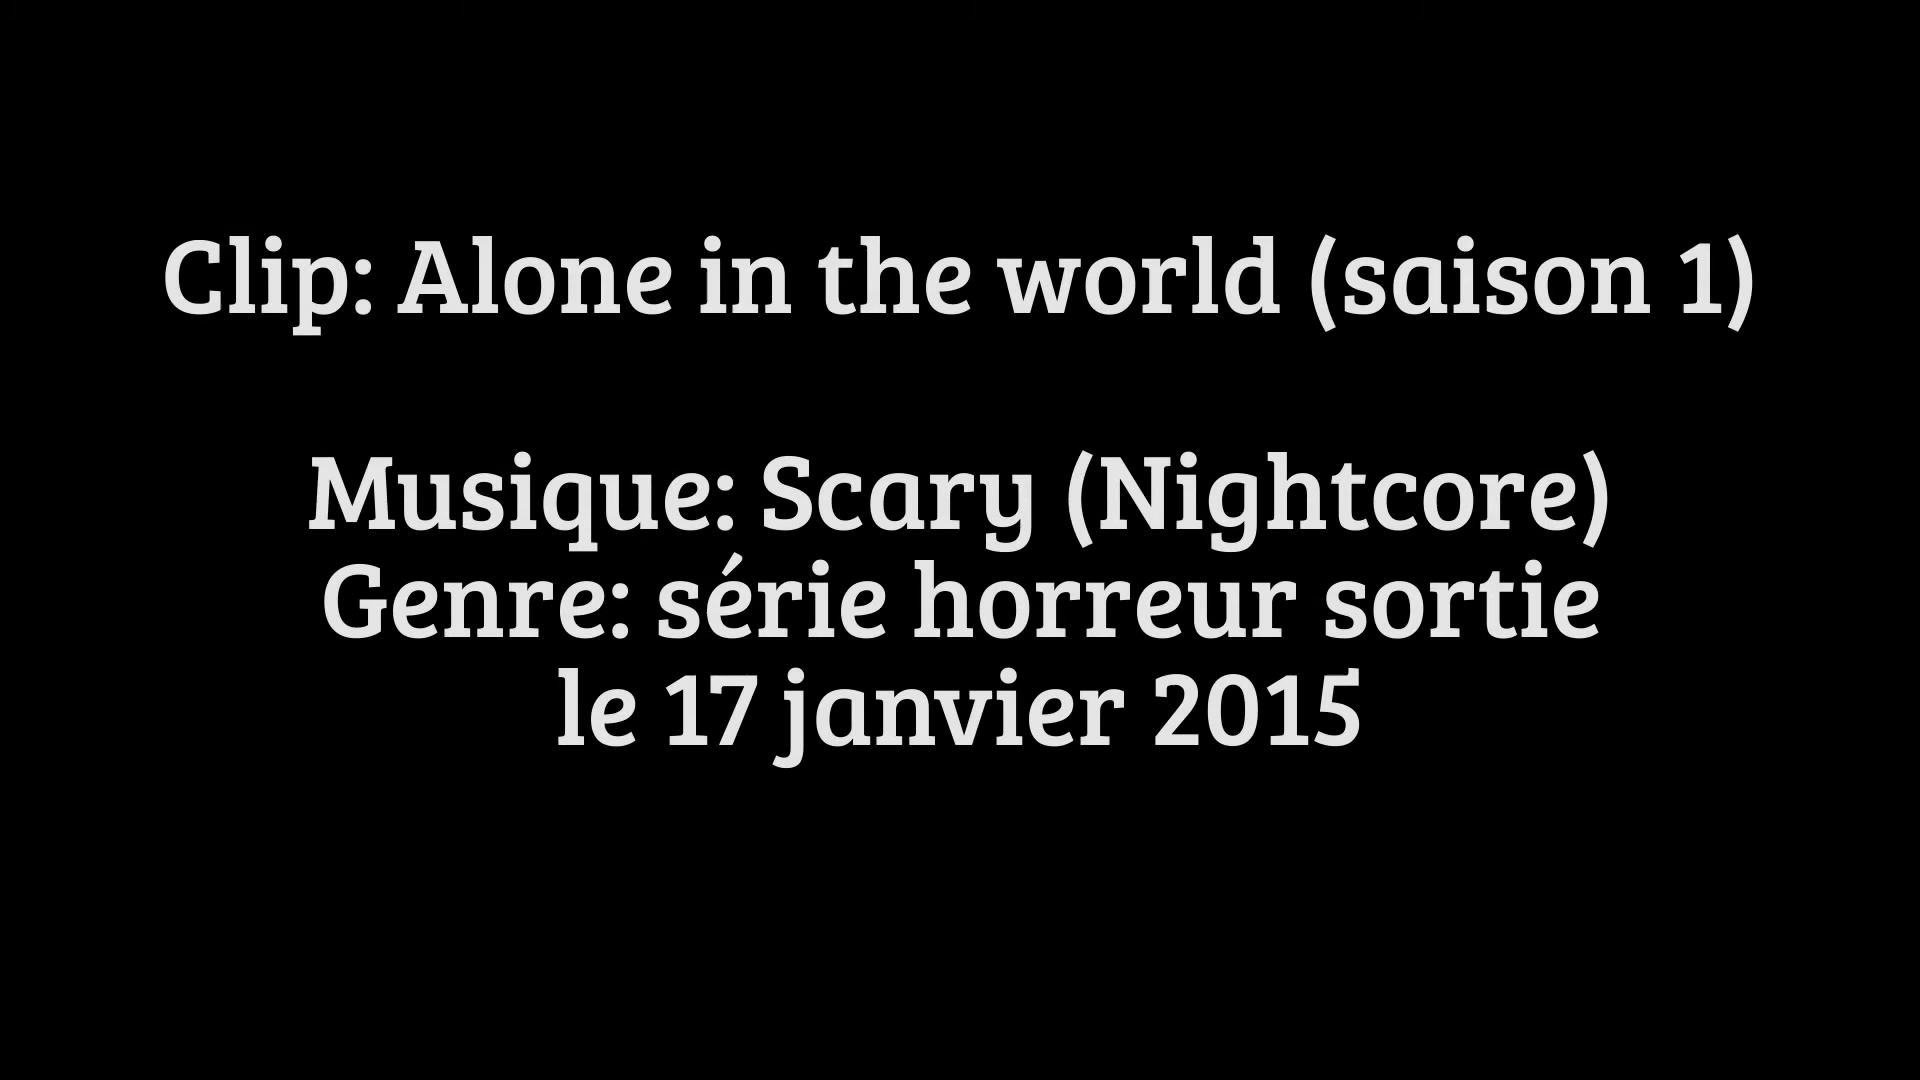 Clip: Alone in the world (saison 1)
Musique: Scary (Nightcore)
Genre: série horreur sortie
le 17 janvier 2015